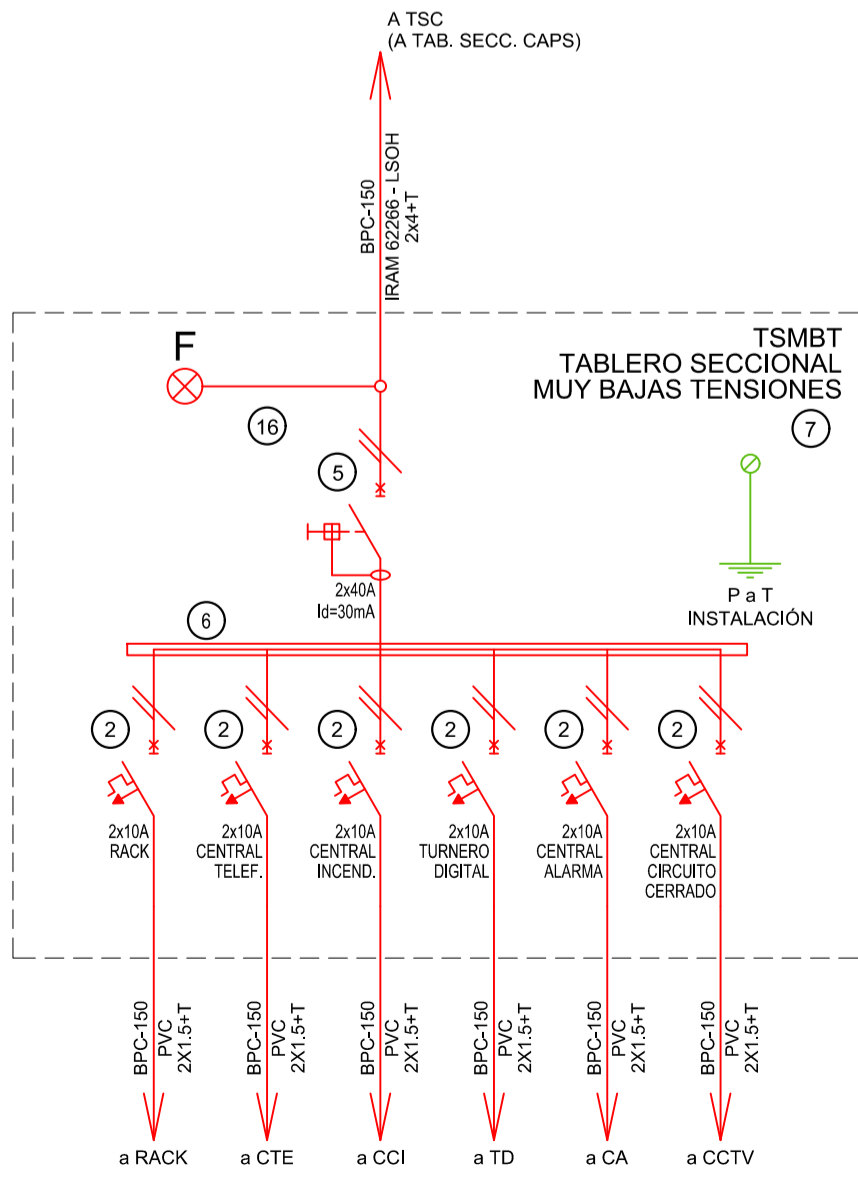 A TSC
(A TAB. SECC. CAPS)
BPC-150
IRAM 62266 - LSOH
2x4+T
F
TSMBT
TABLERO SECCIONAL
MUY BAJAS TENSIONES
16
7
5
2x40A
Id=30mA
P a T
INSTALACIÓN
6
2
2
2
2
2
2
2x10A
RACK
2x10A
CENTRAL
TELEF.
2x10A
CENTRAL
INCEND.
2x10A
TURNERO
DIGITAL
2x10A
CENTRAL
ALARMA
2x10A
CENTRAL
CIRCUITO
CERRADO
BPC-150
PVC
2X1.5+T
BPC-150
PVC
2X1.5+T
BPC-150
PVC
2X1.5+T
BPC-150
PVC
2X1.5+T
BPC-150
PVC
2X1.5+T
BPC-150
PVC
2X1.5+T
a RACK
a CTE
a CCI
a TD
a CA
a CCTV